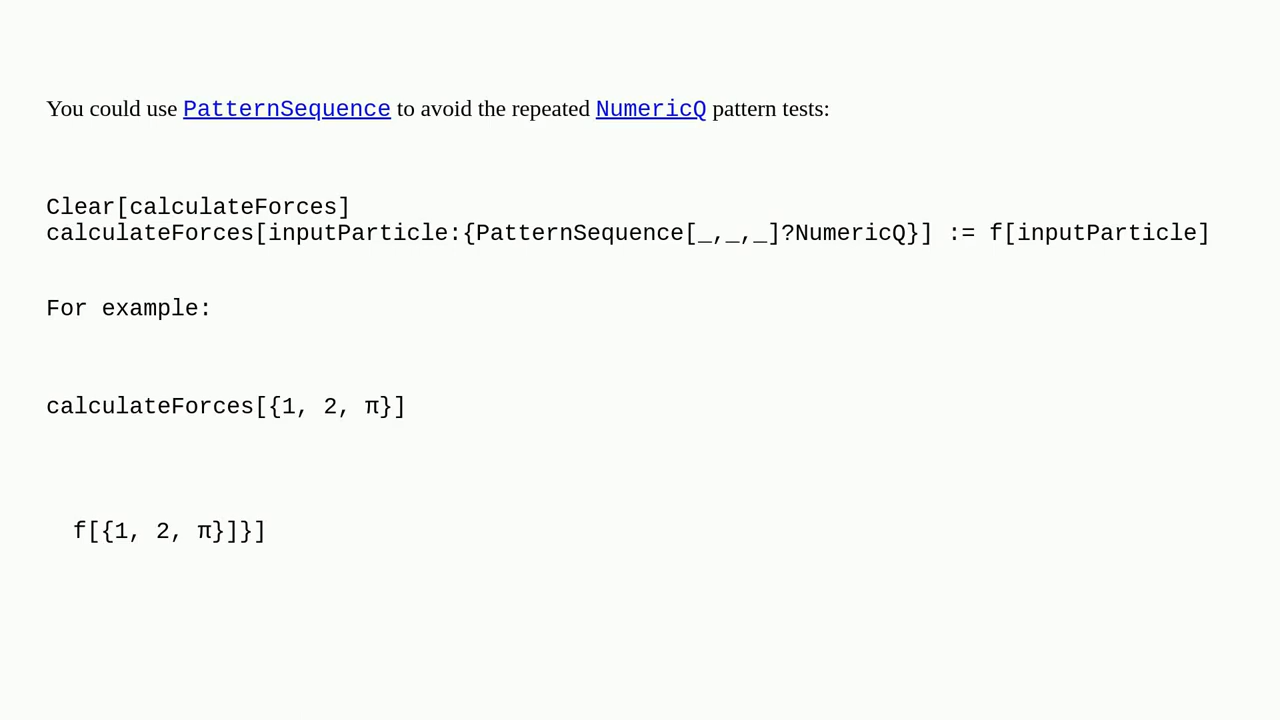 You could use PatternSequence to avoid the repeated NumericQ pattern tests:
Clear[calculateForces]
calculateForces[inputParticle:{PatternSequence[_,_,_]?NumericQ}] := f[inputParticle]
For example:
calculateForces[{1, 2, π}]
f[{1, 2, π}]}]